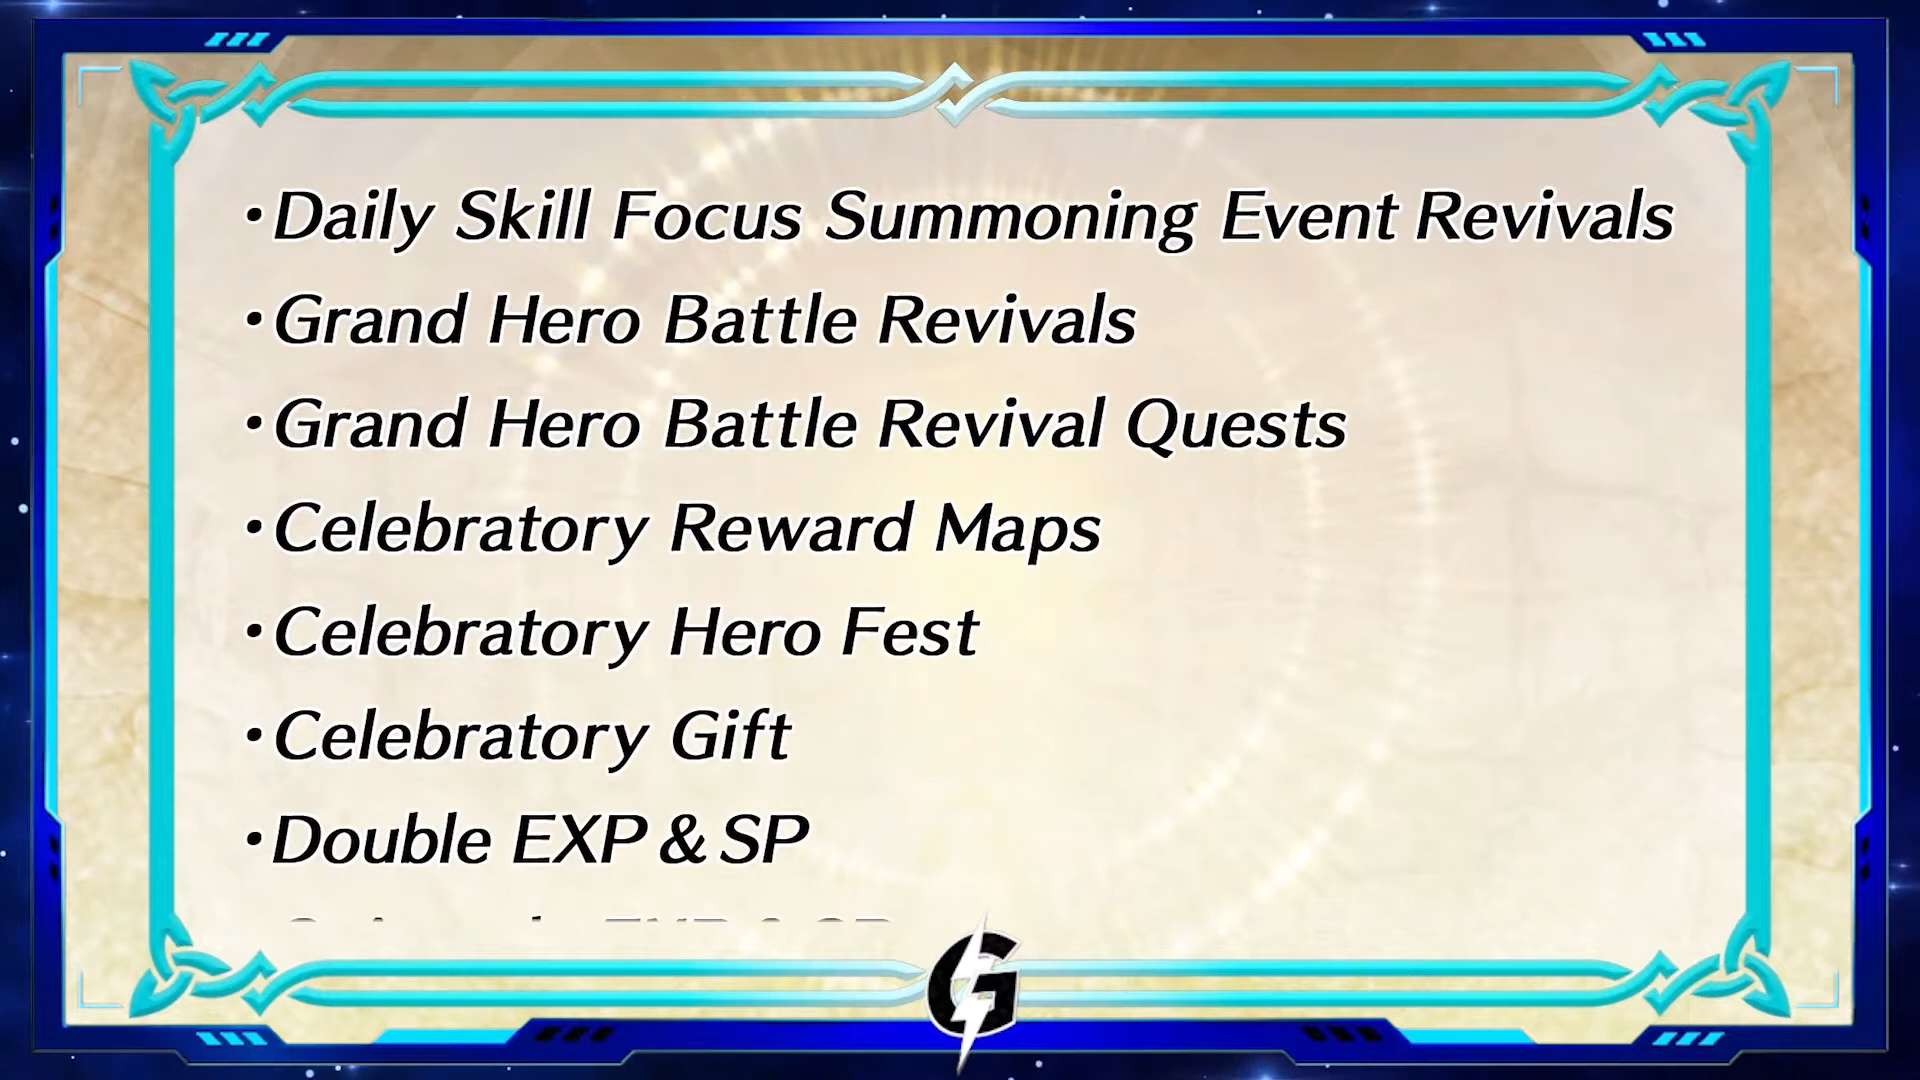 ・Daily Skill Focus Summoning Event Revivals
・Grand Hero Battle Revivals
・Grand Hero Battle Revival Quests
・Celebratory Reward Maps
・Celebratory Hero Fest
・Celebratory Gift
・Double EXP & SP
G